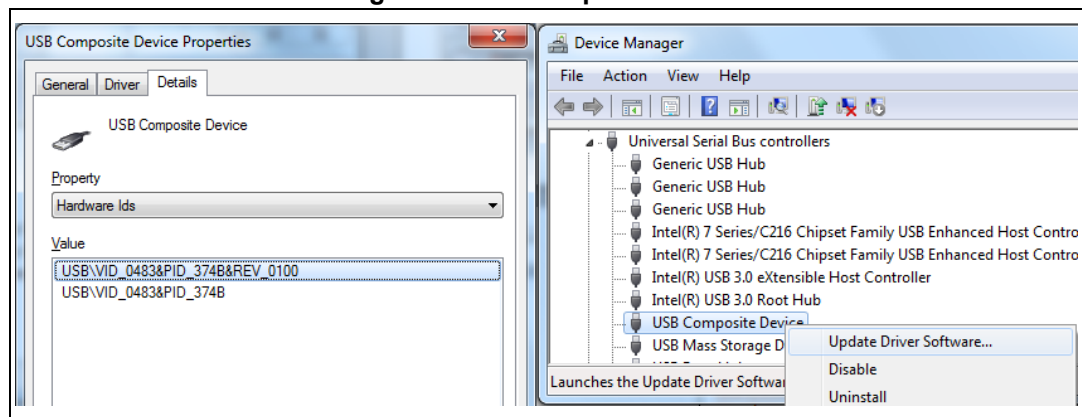 USB Composite Device Properties
General Driver Details
USB Composite Device
Property
Hardware Ids
Value
USB\VID_0483&PID_374B&REV_0100
USB\VID_0483&PID_374B
Device Manager
File Action View Help
Universal Serial Bus controllers
Generic USB Hub
Generic USB Hub
Generic USB Hub
Intel(R) 7 Series/C216 Chipset Family USB Enhanced Host Contro
Intel(R) 7 Series/C216 Chipset Family USB Enhanced Host Contro
Intel(R) USB 3.0 eXtensible Host Controller
Intel(R) USB 3.0 Root Hub
USB Composite Device
USB Mass Storage D
Launches the Update Driver Softwar
Update Driver Software...
Disable
Uninstall